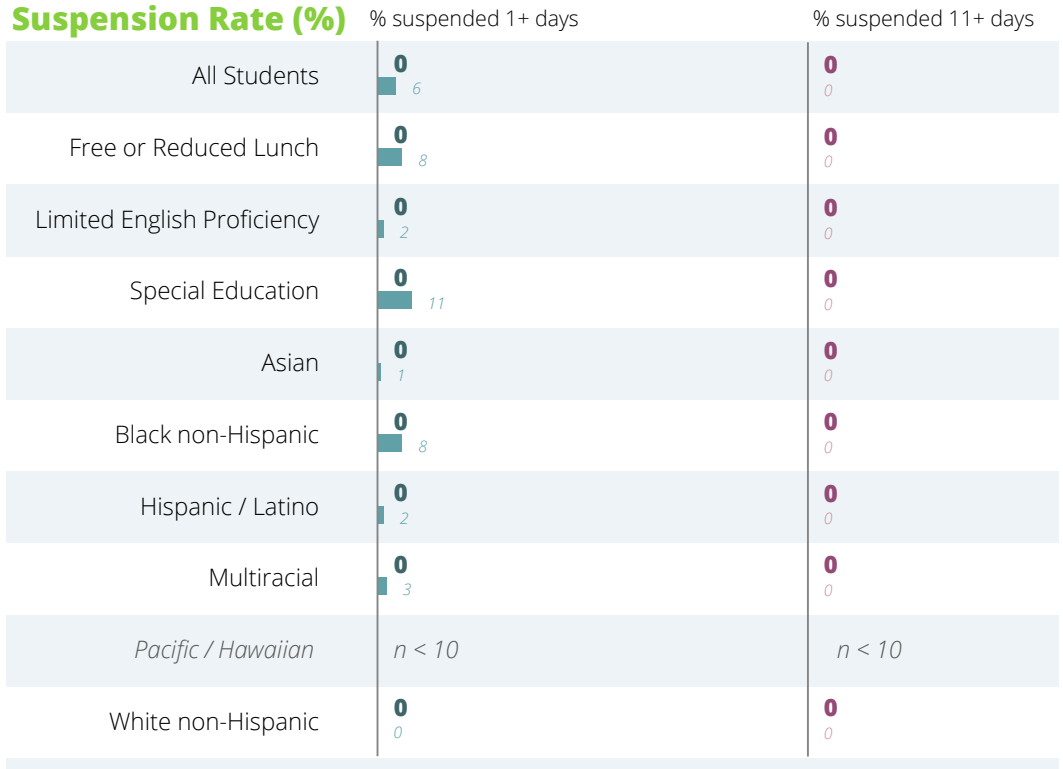 Suspension Rate (%) % suspended 1+ days % suspended 11+ days
All Students 0 0
6 0
Free or Reduced Lunch 0 0
8 0
Limited English Proficiency 0 0
2 0
Special Education 0 0
11 0
Asian 0 0
1 0
Black non-Hispanic 0 0
8 0
Hispanic / Latino 0 0
2 0
Multiracial 0 0
3 0
Pacific / Hawaiian n < 10 n < 10
White non-Hispanic 0 0
0 0